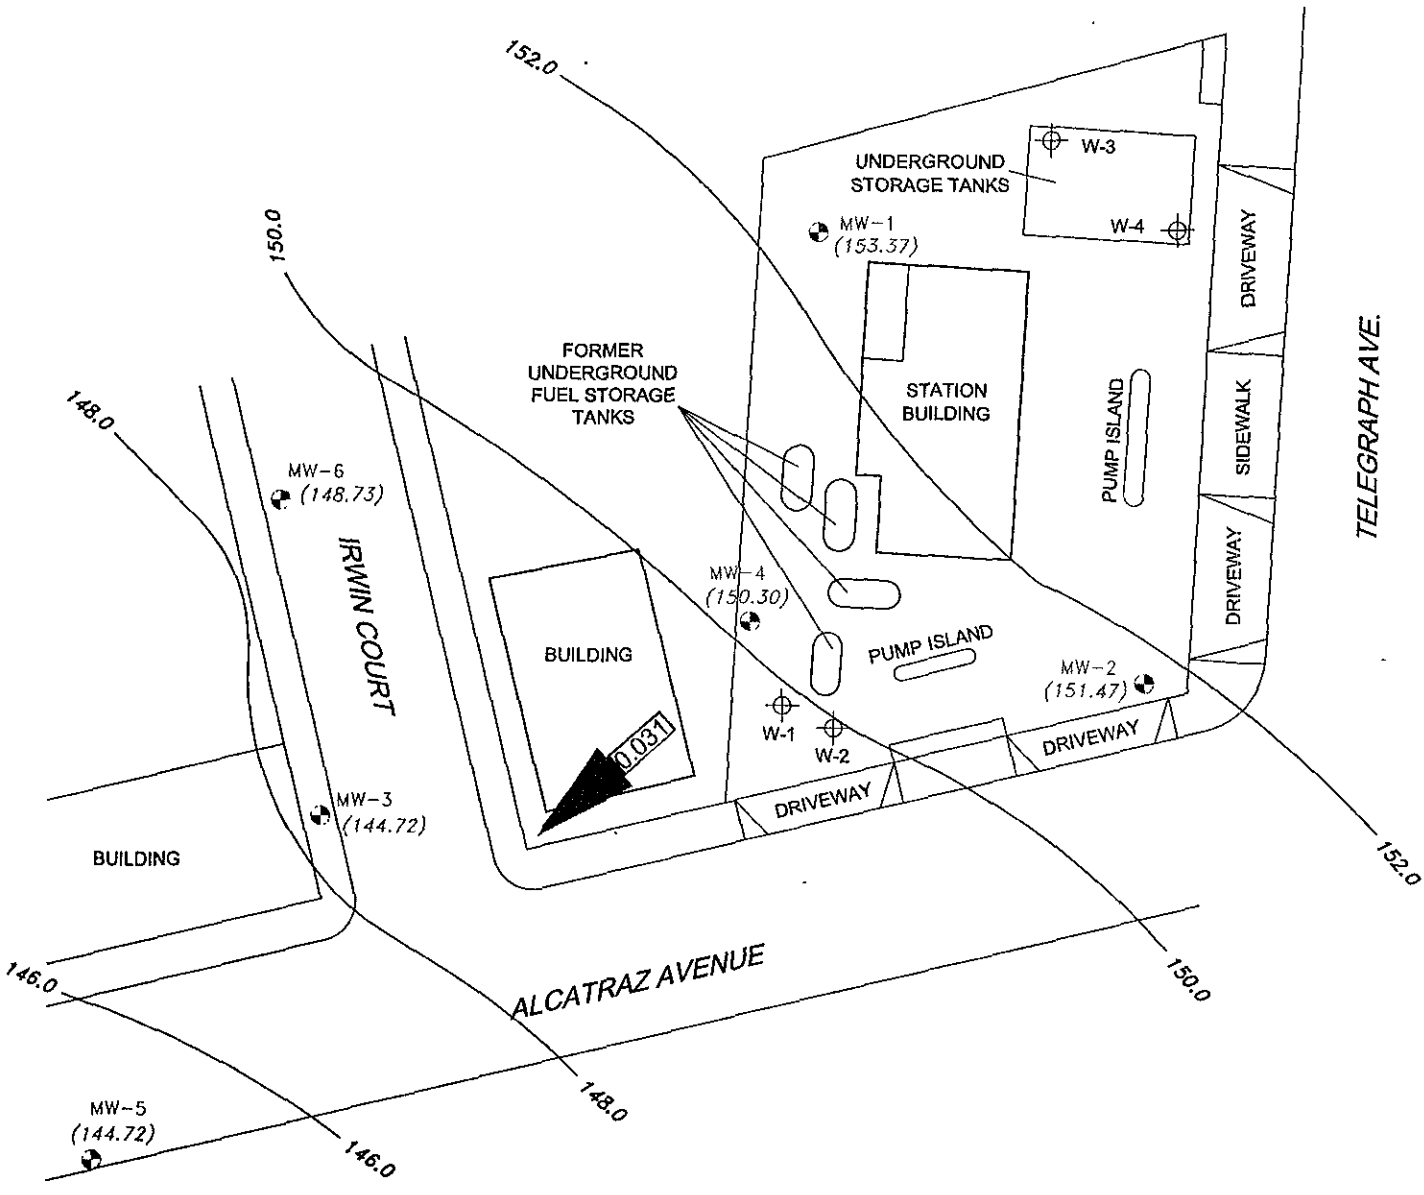 152.0
W-3
UNDERGROUND
STORAGE TANKS
W-4
MW-1
(153.37)
150.0
DRIVEWAY
TELEGRAPH AVE.
FORMER
UNDERGROUND
FUEL STORAGE
TANKS
STATION
BUILDING
PUMP ISLAND
SIDEWALK
148.0
MW-6
(148.73)
IRWIN COURT
DRIVEWAY
MW-4
(150.30)
BUILDING
PUMP ISLAND
MW-2
(151.47)
W-1
W-2
0.031
DRIVEWAY
DRIVEWAY
MW-3
(144.72)
BUILDING
152.0
146.0
ALCATRAZ AVENUE
150.0
148.0
MW-5
(144.72)
146.0